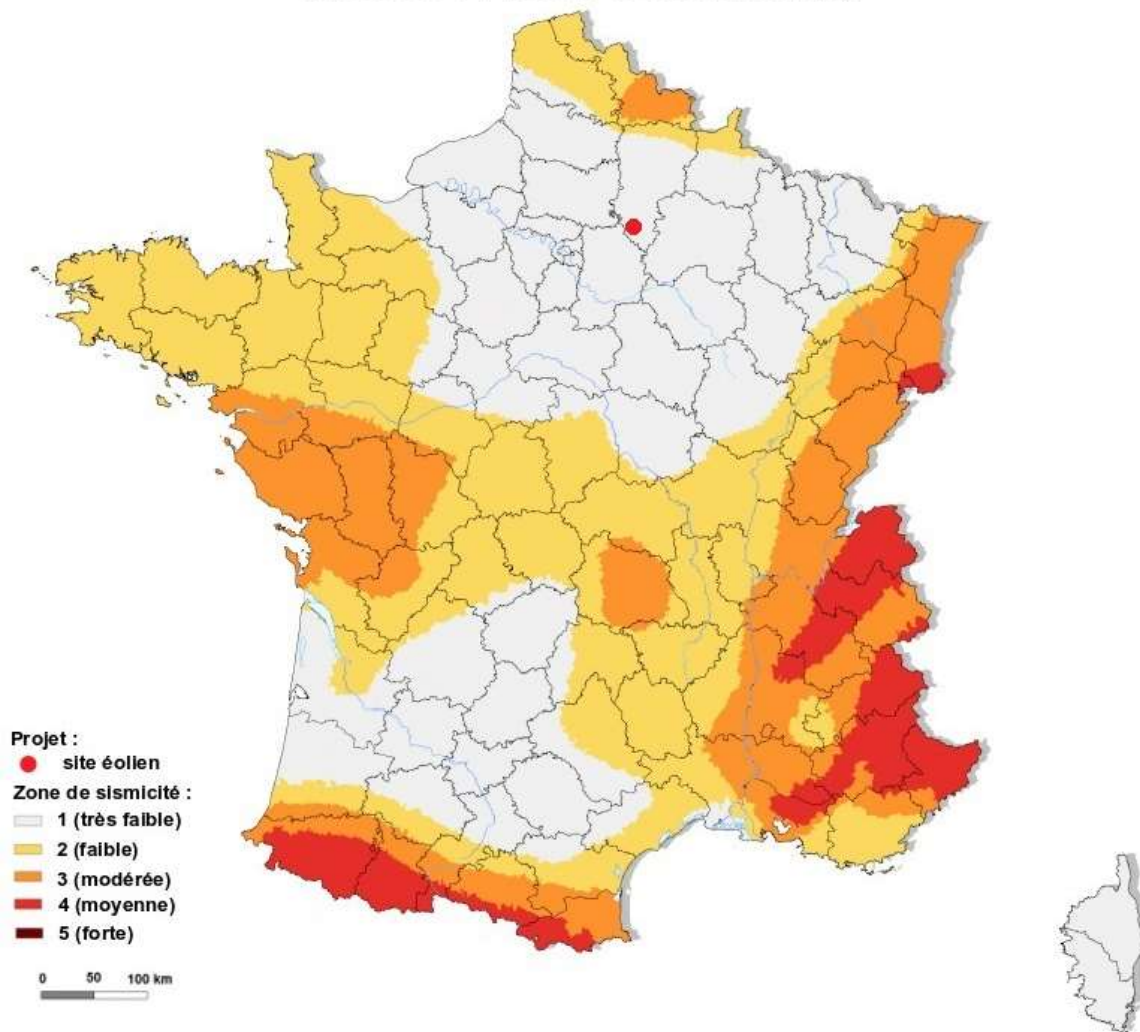 Projet :
site éolien
Zone de sismicité :
1 (très faible)
2 (faible)
3 (modérée)
4 (moyenne)
5 (forte)
0 50 100 km